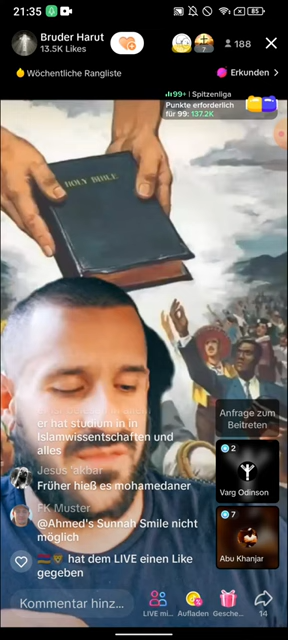 21:35
85
Bruder Harut
13.5K Likes
188
Wöchentliche Rangliste
Erkunden
99+ | Spitzenliga
Punkte erforderlich
für 99: 137.2K
HOLY BIBLE
Anfrage zum
Beitreten
er hat studium in in
Islamwissentschaften und
alles
2
Varg Odinson
Jesus 'akbar
Früher hieß es mohamedaner
FK Muster
@Ahmed's Sunnah Smile nicht
möglich
7
Abu Khanjar
hat dem LIVE einen Like
gegeben
Kommentar hinz...
LIVE mi...
Aufladen
Gesche...
14